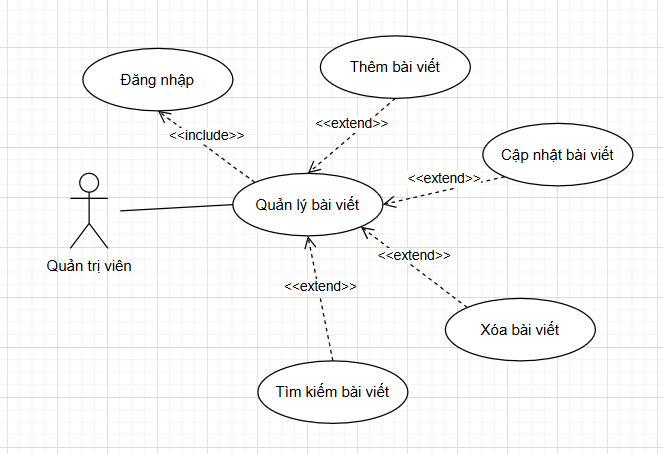 Thêm bài viết
Đăng nhập
<<extend>>
<<include>>
Cập nhật bài viết
<<extend>>
Quản lý bài viết
Quản trị viên
<<extend>>
<<extend>>
Xóa bài viết
Tìm kiếm bài viết